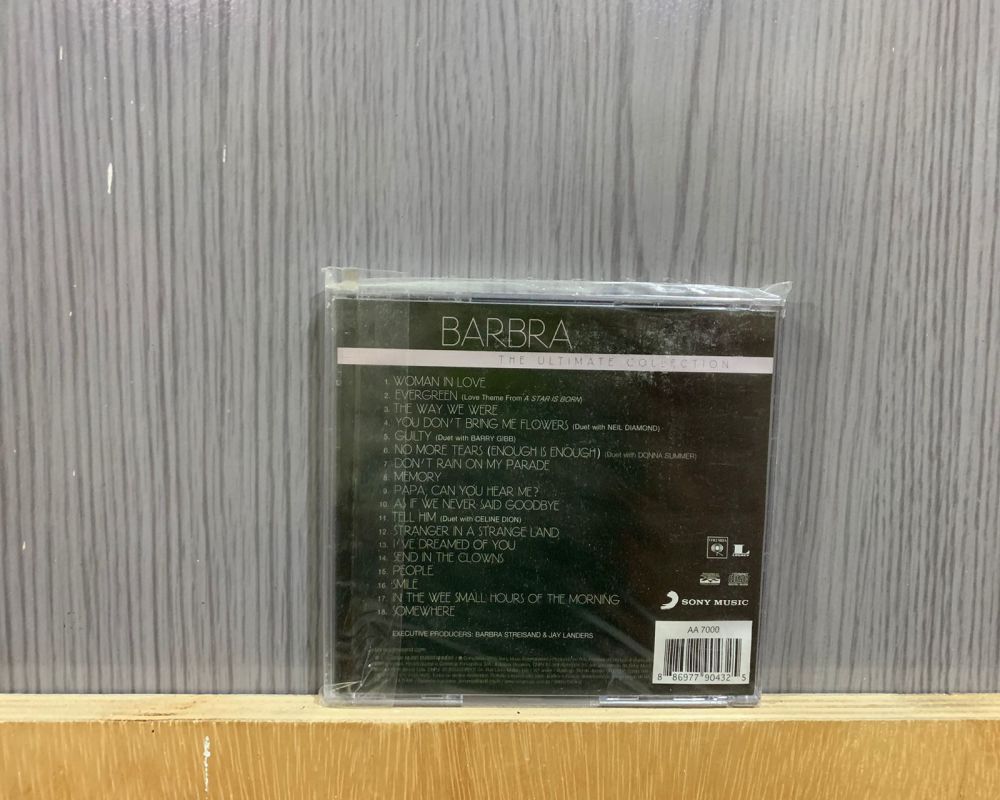 BARBRA
THE ULTIMATE COLLECTION
1. WOMAN IN LOVE
2. EVERGREEN (Love Theme From A STAR IS BORN)
3. THE WAY WE WERE
4. YOU DON'T BRING ME FLOWERS (Duet with NEIL DIAMOND)
5. GUILTY (Duet with BARRY GIBB)
6. NO MORE TEARS (ENOUGH IS ENOUGH) (Duet with DONNA SUMMER)
7. DON'T RAIN ON MY PARADE
8. MEMORY
9. PAPA, CAN YOU HEAR ME?
10. AS IF WE NEVER SAID GOODBYE
11. TELL HIM (Duet with CELINE DION)
12. STRANGER IN A STRANGE LAND
13. I'VE DREAMED OF YOU
14. SEND IN THE CLOWNS
15. PEOPLE
16. SMILE
17. IN THE WEE SMALL HOURS OF THE MORNING
18. SOMEWHERE
COLUMBIA
L
LEGACY
SONY MUSIC
EXECUTIVE PRODUCERS: BARBRA STREISAND & JAY LANDERS
AA 7000
8 86977 90432 5